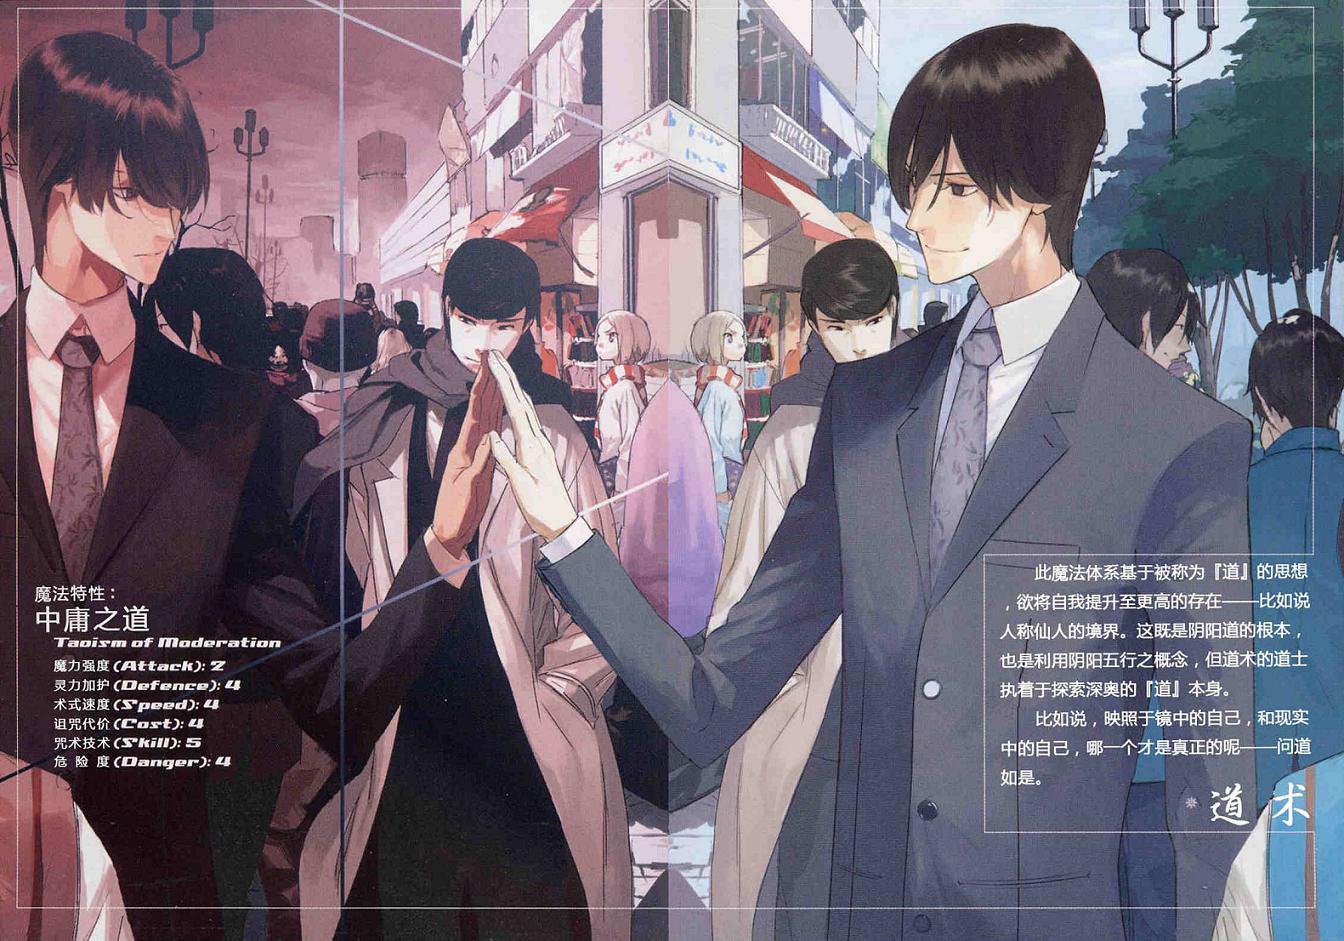 魔法特性：
中庸之道
Taoism of Moderation
魔力强度(Attack): 2
灵力加护(Defence): 4
术式速度(Speed): 4
诅咒代价(Cost): 4
咒术技术(Skill): 5
危 险 度(Danger): 4
此魔法体系基于被称为『道』的思想
，欲将自我提升至更高的存在——比如说
人称仙人的境界。这既是阴阳道的根本，
也是利用阴阳五行之概念，但道术的道士
执着于探索深奥的『道』本身。
比如说，映照于镜中的自己，和现实
中的自己，哪一个才是真正的呢——问道
如是。
道 术